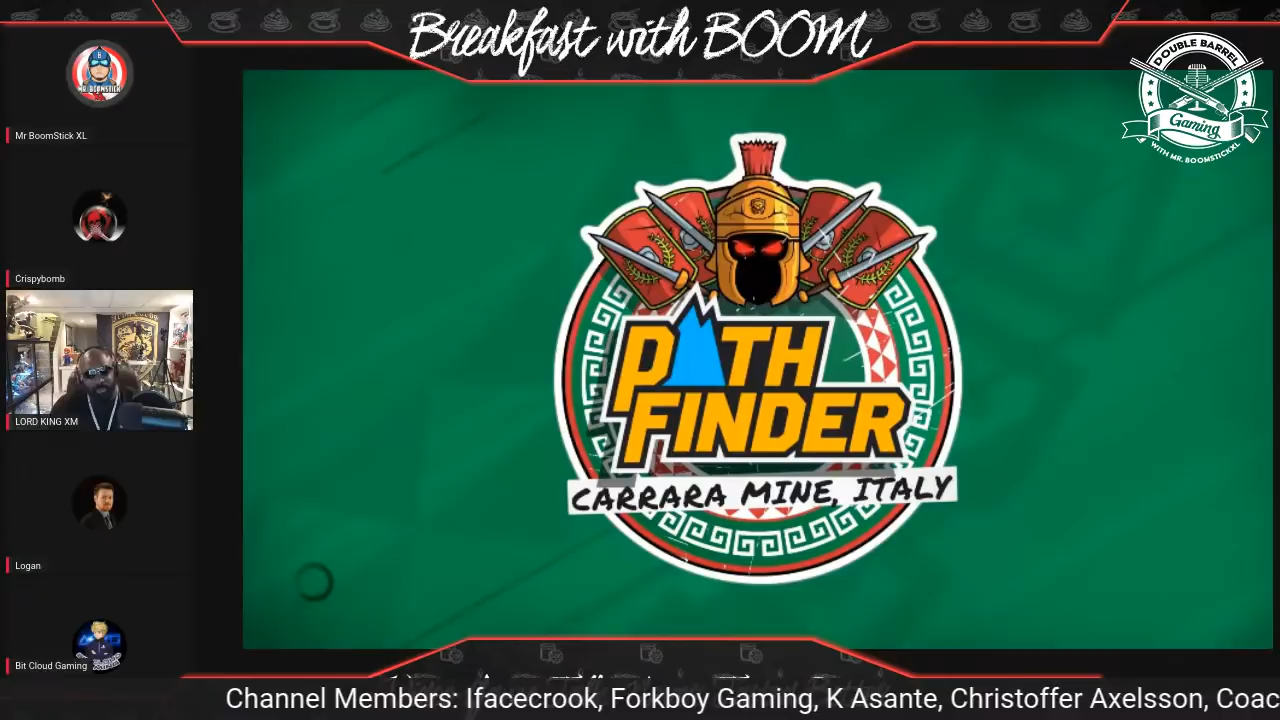 Breakfast with BOOM
DOUBLE BARREL
Gaming
WITH MR. BOOMSTICKXL
MR. BOOMSTICK
Mr BoomStick XL
Crispybomb
LORD KING XM
Logan
Bit Cloud Gaming
PATH
FINDER
CARRARA MINE, ITALY
Channel Members: Ifacecrook, Forkboy Gaming, K Asante, Christoffer Axelsson, Coac